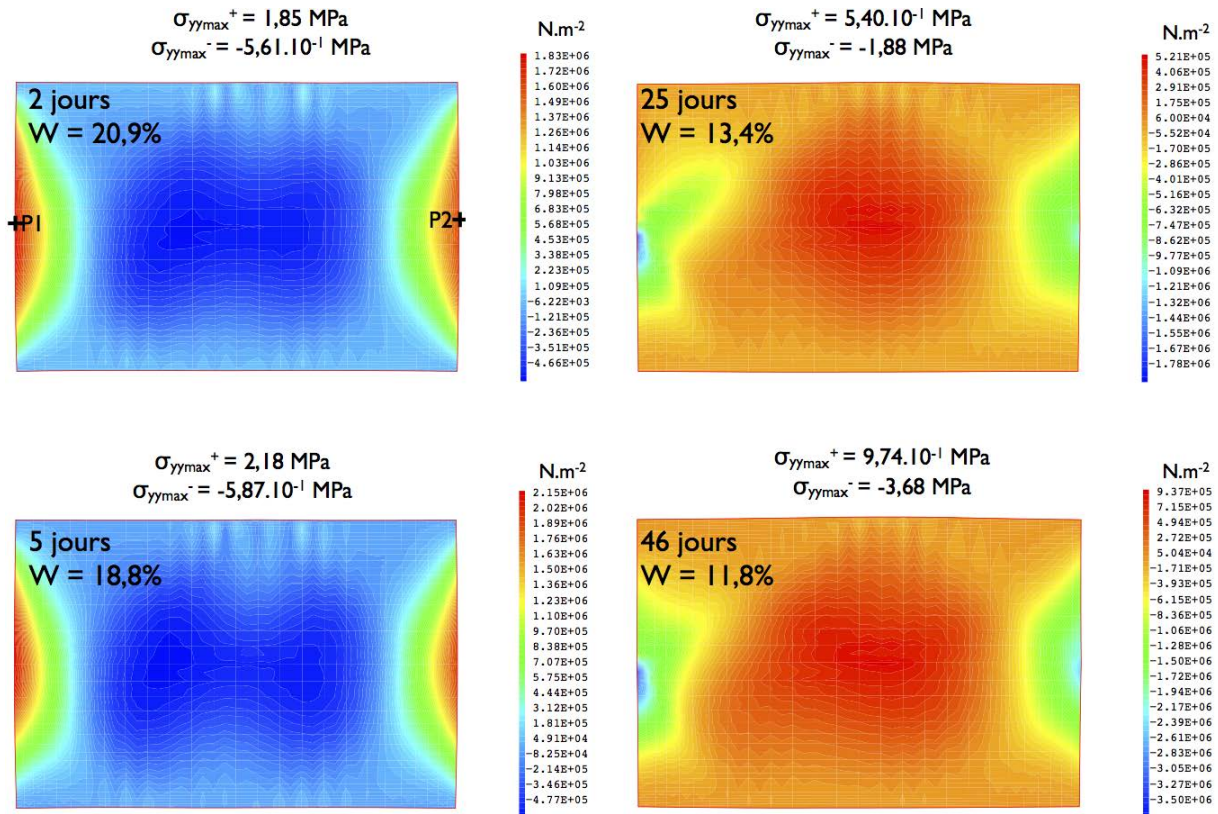 σyymax+ = 1,85 MPa
σyymax- = -5,61.10-1 MPa
N.m-2
2 jours
W = 20,9%
P1
P2
1.83E+06
1.72E+06
1.60E+06
1.49E+06
1.37E+06
1.26E+06
1.14E+06
1.03E+06
9.13E+05
7.98E+05
6.83E+05
5.68E+05
4.53E+05
3.38E+05
2.23E+05
1.09E+05
-6.22E+03
-1.21E+05
-2.36E+05
-3.51E+05
-4.66E+05
σyymax+ = 5,40.10-1 MPa
σyymax- = -1,88 MPa
N.m-2
25 jours
W = 13,4%
5.21E+05
4.06E+05
2.91E+05
1.75E+05
6.00E+04
-5.52E+04
-1.70E+05
-2.86E+05
-4.01E+05
-5.16E+05
-6.31E+05
-7.47E+05
-8.62E+05
-9.77E+05
-1.09E+06
-1.21E+06
-1.32E+06
-1.44E+06
-1.55E+06
-1.67E+06
-1.78E+06
σyymax+ = 2,18 MPa
σyymax- = -5,87.10-1 MPa
N.m-2
5 jours
W = 18,8%
2.15E+06
2.02E+06
1.89E+06
1.76E+06
1.63E+06
1.50E+06
1.36E+06
1.23E+06
1.10E+06
9.70E+05
8.38E+05
7.07E+05
5.75E+05
4.44E+05
3.12E+05
1.81E+05
4.91E+04
-8.25E+04
-2.14E+05
-3.46E+05
-4.77E+05
σyymax+ = 9,74.10-1 MPa
σyymax- = -3,68 MPa
N.m-2
46 jours
W = 11,8%
9.37E+05
7.15E+05
4.94E+05
2.72E+05
5.04E+04
-1.71E+05
-3.93E+05
-6.15E+05
-8.36E+05
-1.06E+06
-1.28E+06
-1.50E+06
-1.72E+06
-1.94E+06
-2.17E+06
-2.39E+06
-2.61E+06
-2.83E+06
-3.05E+06
-3.27E+06
-3.50E+06